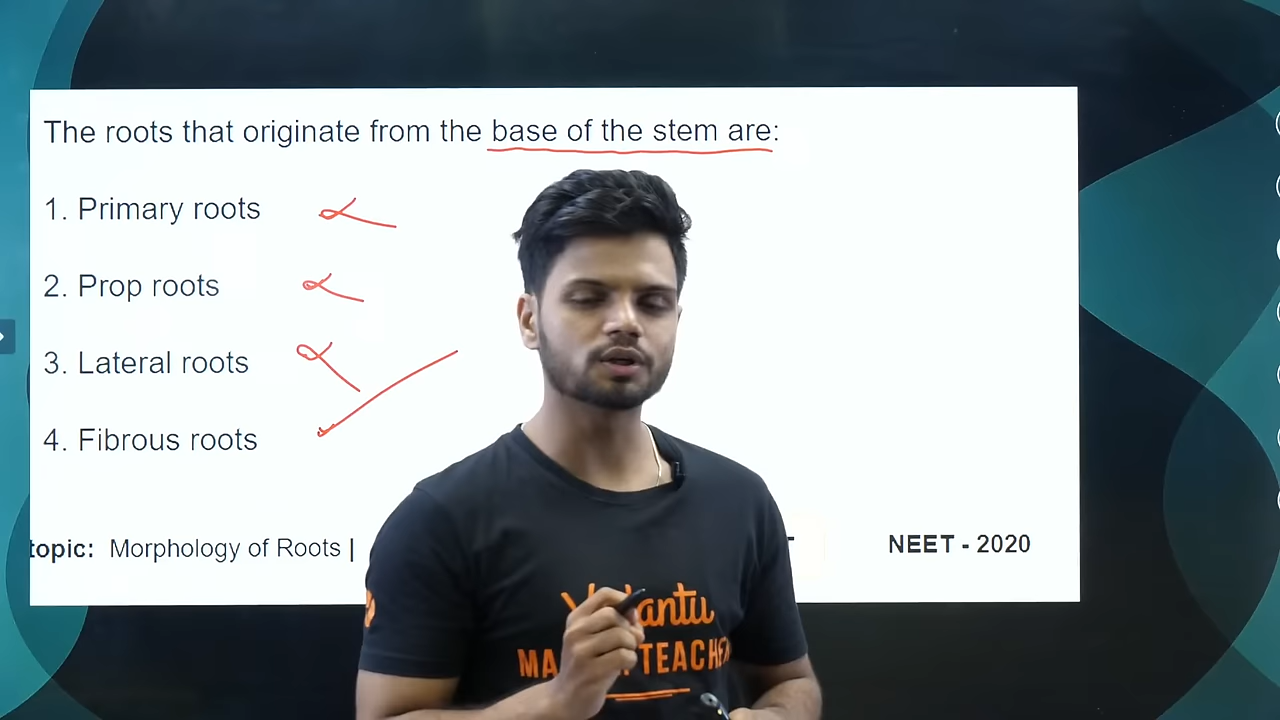 The roots that originate from the base of the stem are:
1. Primary roots
2. Prop roots
3. Lateral roots
4. Fibrous roots
topic: Morphology of Roots |
NEET - 2020